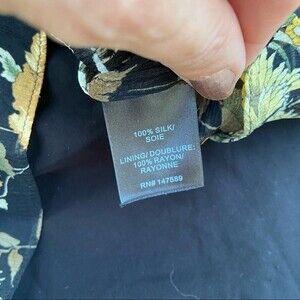 100% SILK/
SOIE
LINING/ DOUBLURE:
100% RAYON/
RAYONNE
RN# 147589